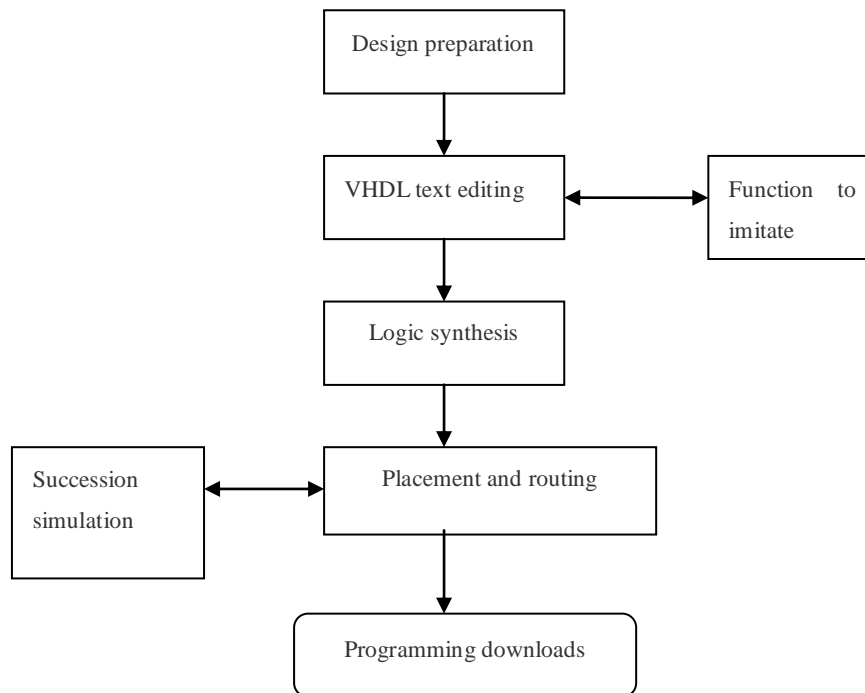 Design preparation
VHDL text editing
Function to
imitate
Logic synthesis
Placement and routing
Succession
simulation
Programming downloads